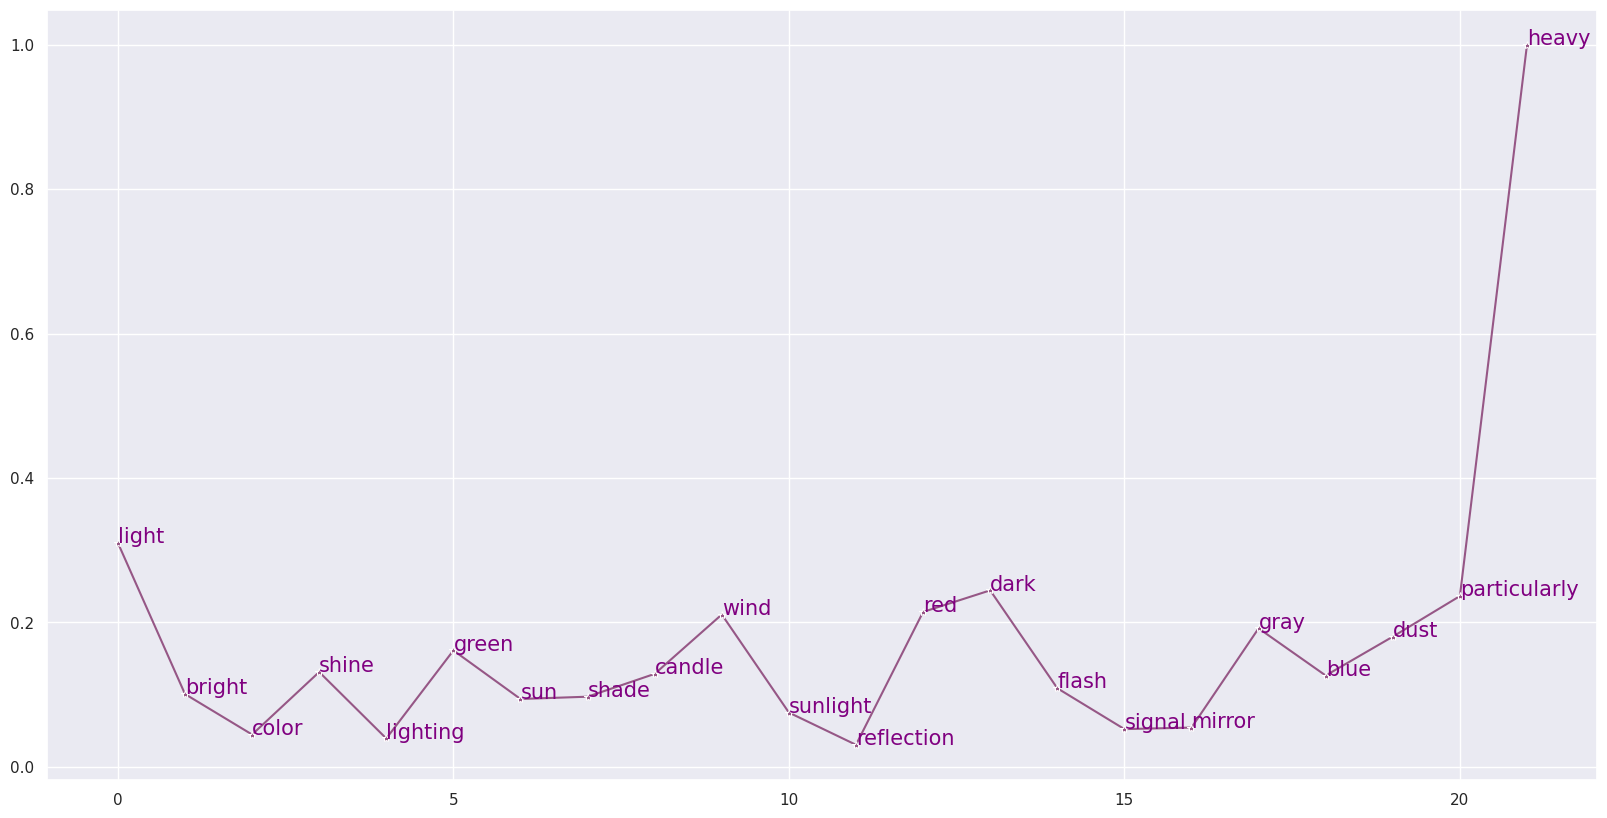 1.0
0.8
0.6
0.4
0.2
0.0
0
5
10
15
20
light
bright
color
shine
lighting
green
sun
shade
candle
wind
sunlight
reflection
red
dark
flash
signal
mirror
gray
blue
dust
particularly
heavy